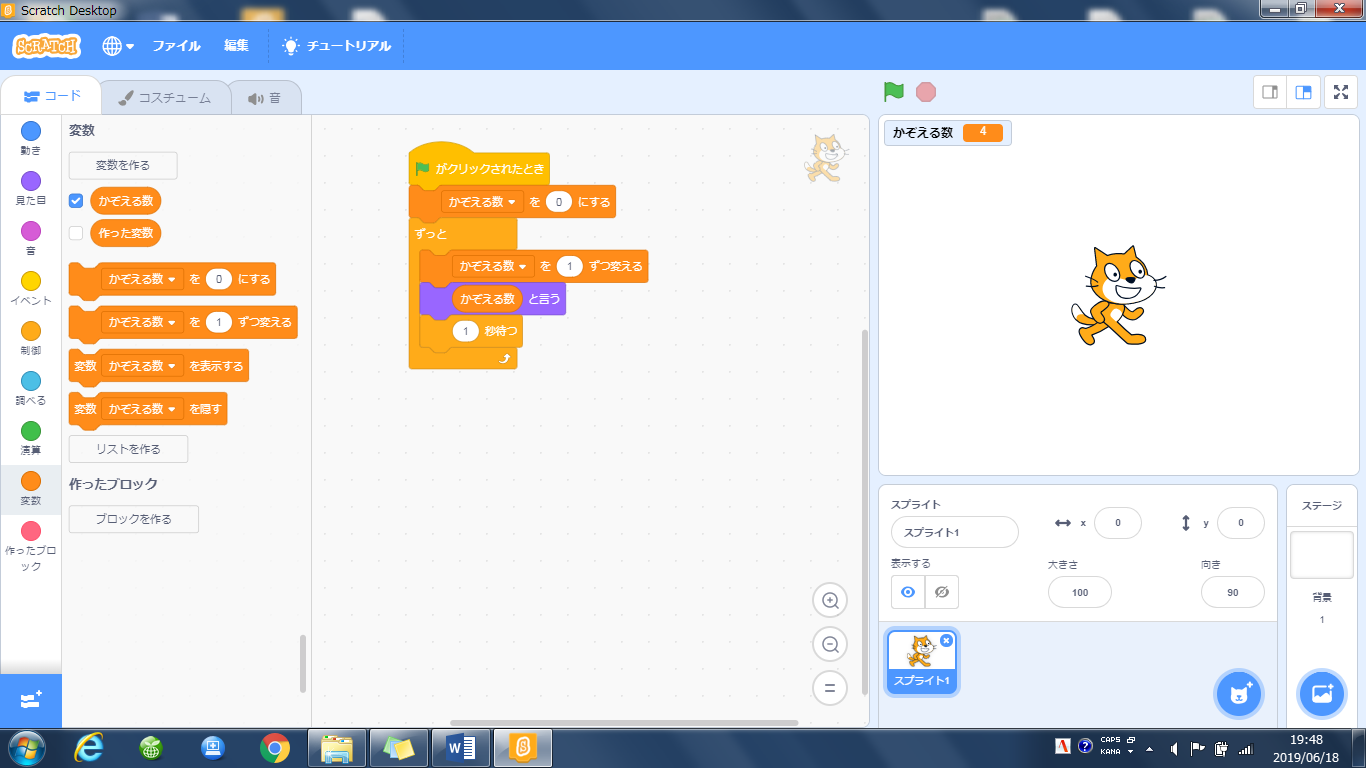 Scratch Desktop
SCRATCH ファイル 編集 チュートリアル
コード コスチューム 音
動き
見た目
音
イベント
制御
調べる
演算
変数
作ったブロック
変数
変数を作る
かぞえる数
作った変数
かぞえる数 を 0 にする
かぞえる数 を 1 ずつ変える
変数 かぞえる数 を表示する
変数 かぞえる数 を隠す
リストを作る
作ったブロック
ブロックを作る
がクリックされたとき
かぞえる数 を 0 にする
ずっと
かぞえる数 を 1 ずつ変える
かぞえる数 と言う
1 秒待つ
かぞえる数 4
スプライト
スプライト1 x 0 y 0
表示する 大きさ 向き
100 90
スプライト1
ステージ
背景
1
W
A CAPS
KANA
19:48
2019/06/18